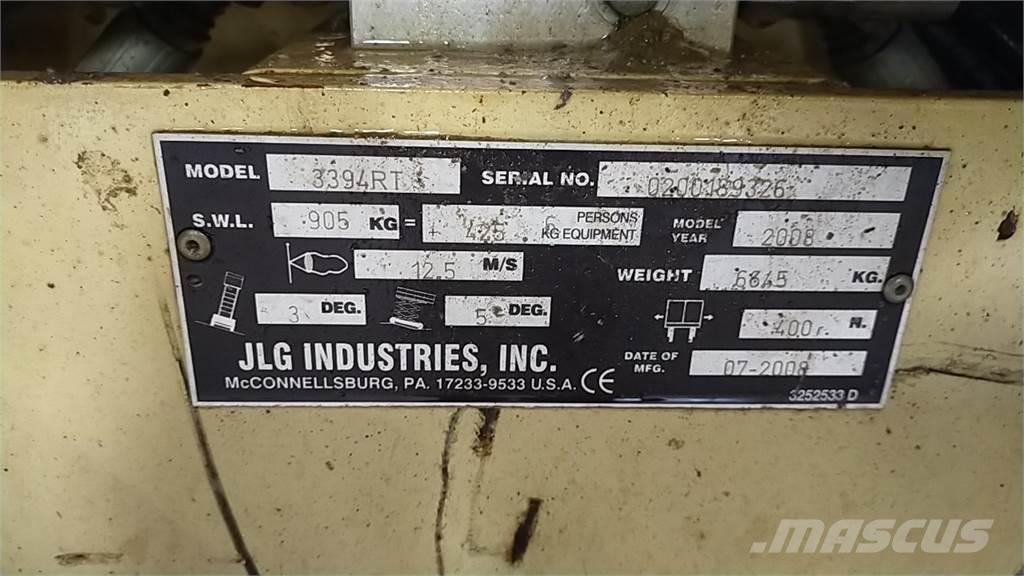 MODEL 3394RT SERIAL NO. 0200189326
S.W.L. 905 KG = 6 PERSONS
+ 425 KG EQUIPMENT
MODEL YEAR 2008
12.5 M/S WEIGHT KG.
3 DEG. 5 DEG. 400 N.
JLG INDUSTRIES, INC. DATE OF MFG. 07-2008
McCONNELLSBURG, PA. 17233-9533 U.S.A. CE 3252533 D
MASCUS